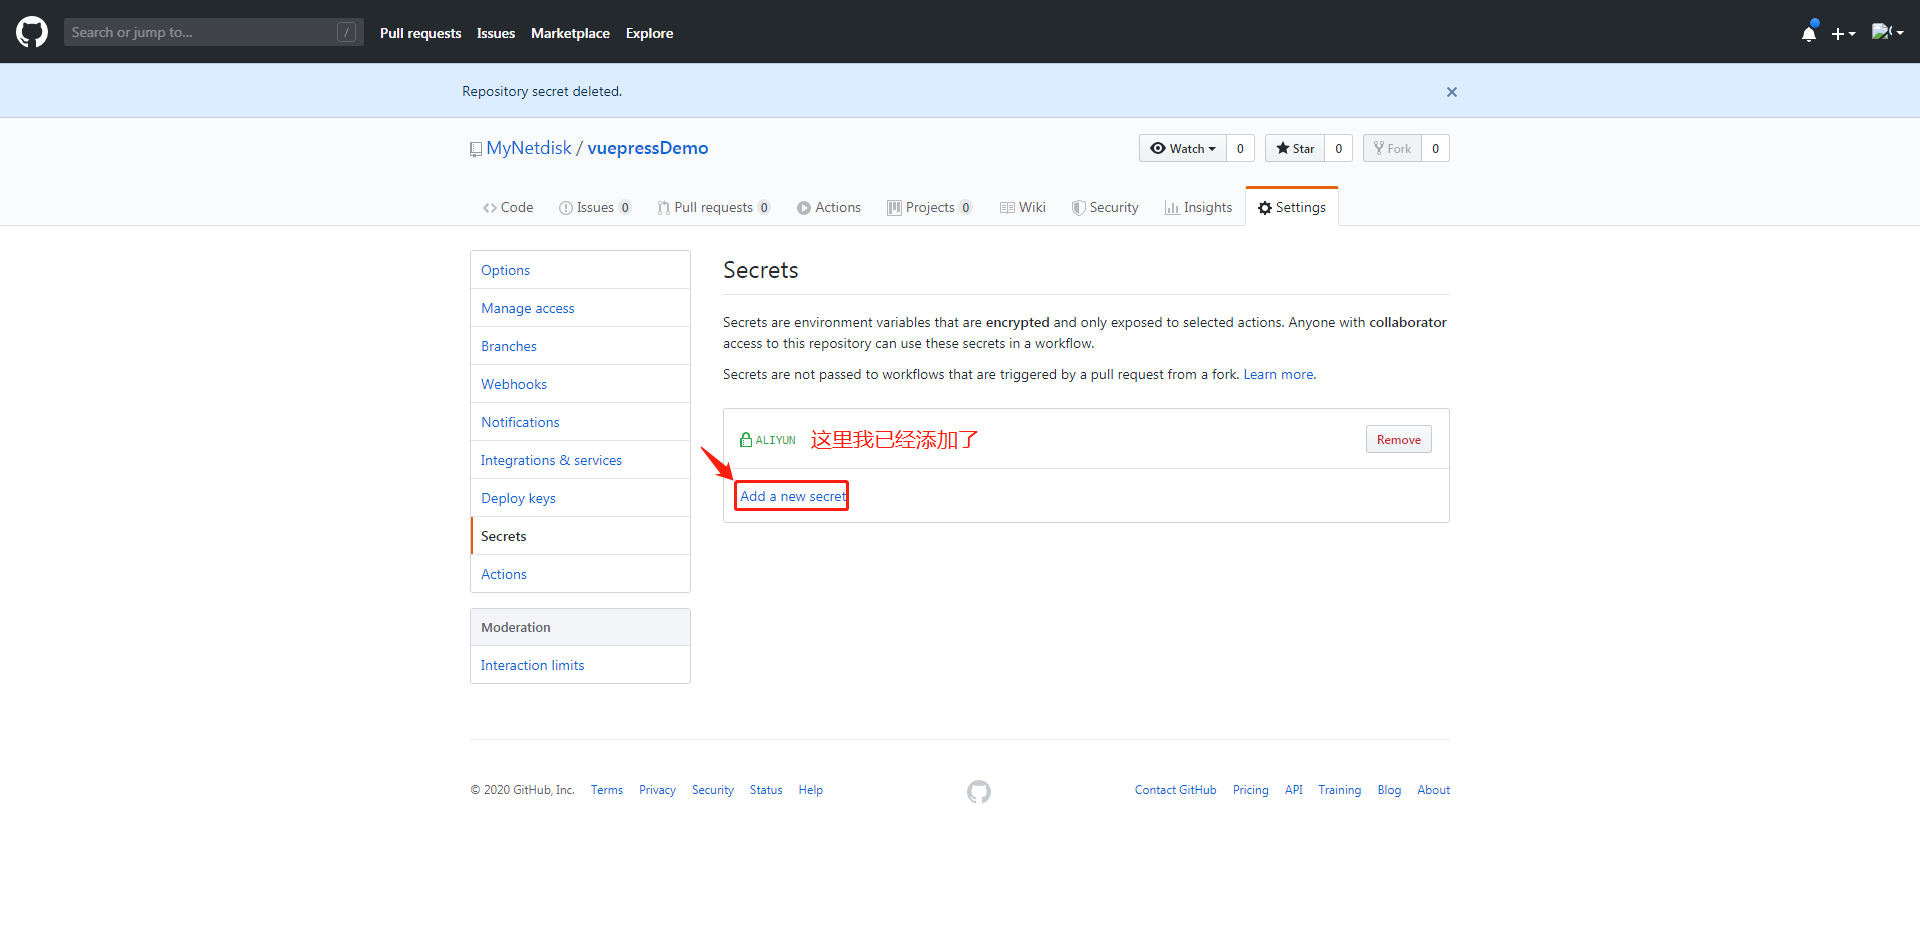 Search or jump to... /
Pull requests Issues Marketplace Explore
Repository secret deleted.
MyNetdisk / vuepressDemo
Watch 0 Star 0 Fork 0
Code Issues 0 Pull requests 0 Actions Projects 0 Wiki Security Insights Settings
Options
Manage access
Branches
Webhooks
Notifications
Integrations & services
Deploy keys
Secrets
Actions
Moderation
Interaction limits
Secrets
Secrets are environment variables that are encrypted and only exposed to selected actions. Anyone with collaborator
access to this repository can use these secrets in a workflow.
Secrets are not passed to workflows that are triggered by a pull request from a fork. Learn more.
ALIYUN 这里我已经添加了 Remove
Add a new secret
© 2020 GitHub, Inc. Terms Privacy Security Status Help
Contact GitHub Pricing API Training Blog About